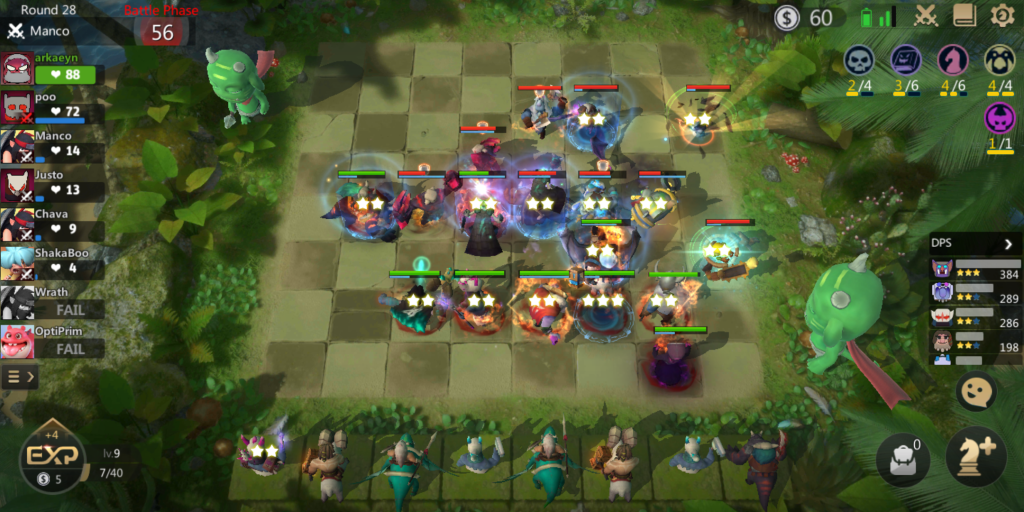 Round 28
Battle Phase
60
Manco
56
arkaeyn
88
2/4
3/6
4/6
4/4
poo
72
Manco
14
1/1
Justo
13
Chava
9
DPS
ShakaBoo
4
384
Wrath
289
FAIL
286
OptiPrim
198
FAIL
+4
EXP
lv.9
0
5
7/40